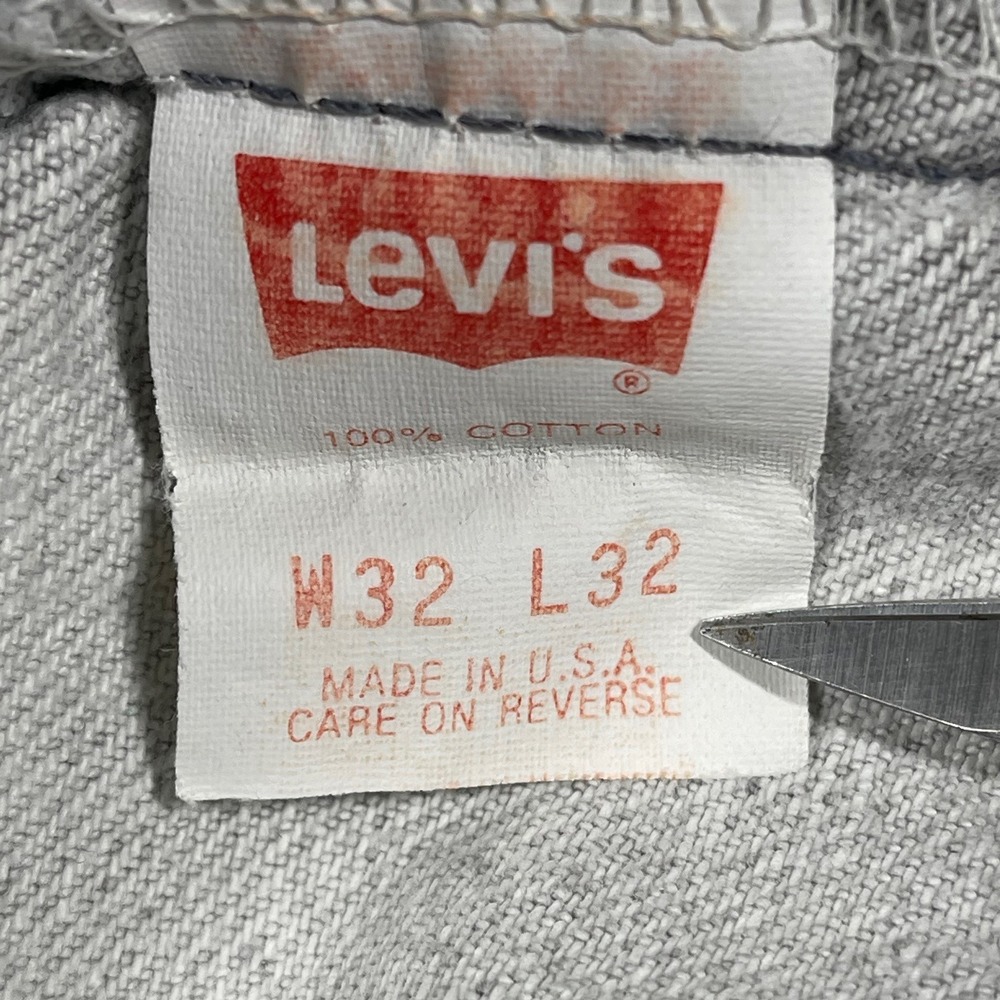 Levi's
®
100% COTTON
W32 L32
MADE IN U.S.A.
CARE ON REVERSE